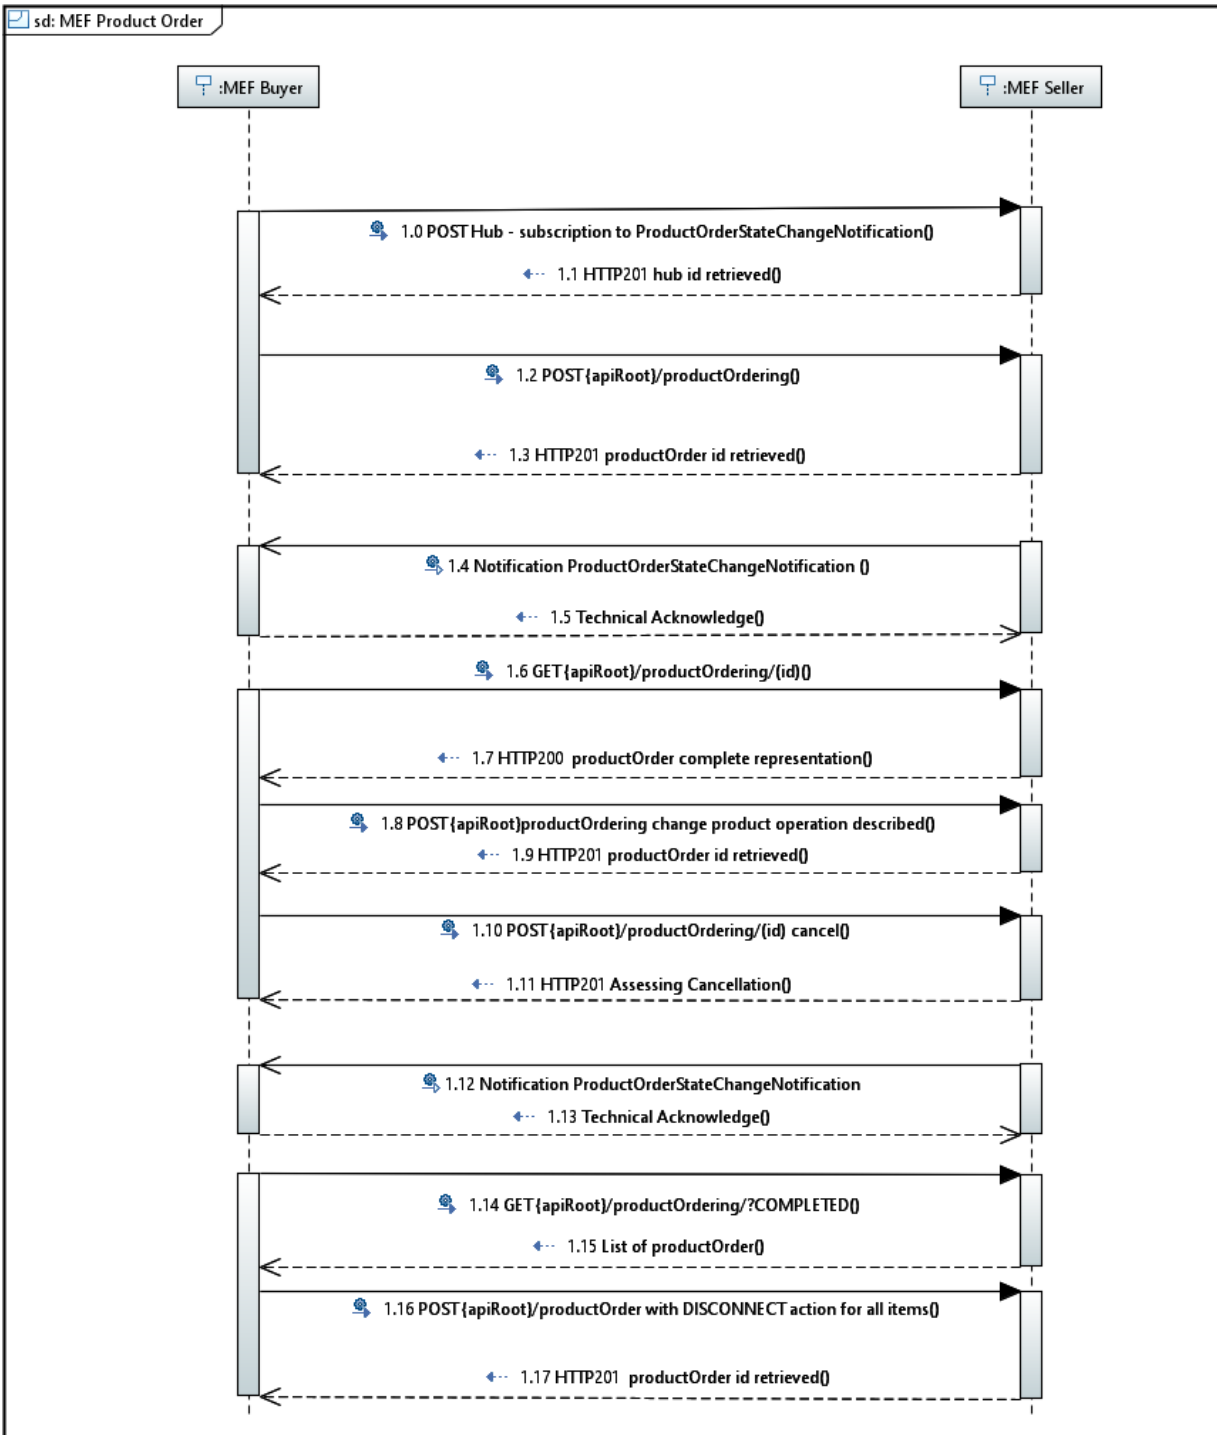 sd: MEF Product Order
:MEF Buyer
:MEF Seller
1.0 POST Hub - subscription to ProductOrderStateChangeNotification()
1.1 HTTP201 hub id retrieved()
1.2 POST{apiRoot}/productOrdering()
1.3 HTTP201 productOrder id retrieved()
1.4 Notification ProductOrderStateChangeNotification ()
1.5 Technical Acknowledge()
1.6 GET{apiRoot}/productOrdering/(id)()
1.7 HTTP200 productOrder complete representation()
1.8 POST{apiRoot}productOrdering change product operation described()
1.9 HTTP201 productOrder id retrieved()
1.10 POST{apiRoot}/productOrdering/(id) cancel()
1.11 HTTP201 Assessing Cancellation()
1.12 Notification ProductOrderStateChangeNotification
1.13 Technical Acknowledge()
1.14 GET{apiRoot}/productOrdering/?COMPLETED()
1.15 List of productOrder()
1.16 POST{apiRoot}/productOrder with DISCONNECT action for all items()
1.17 HTTP201 productOrder id retrieved()